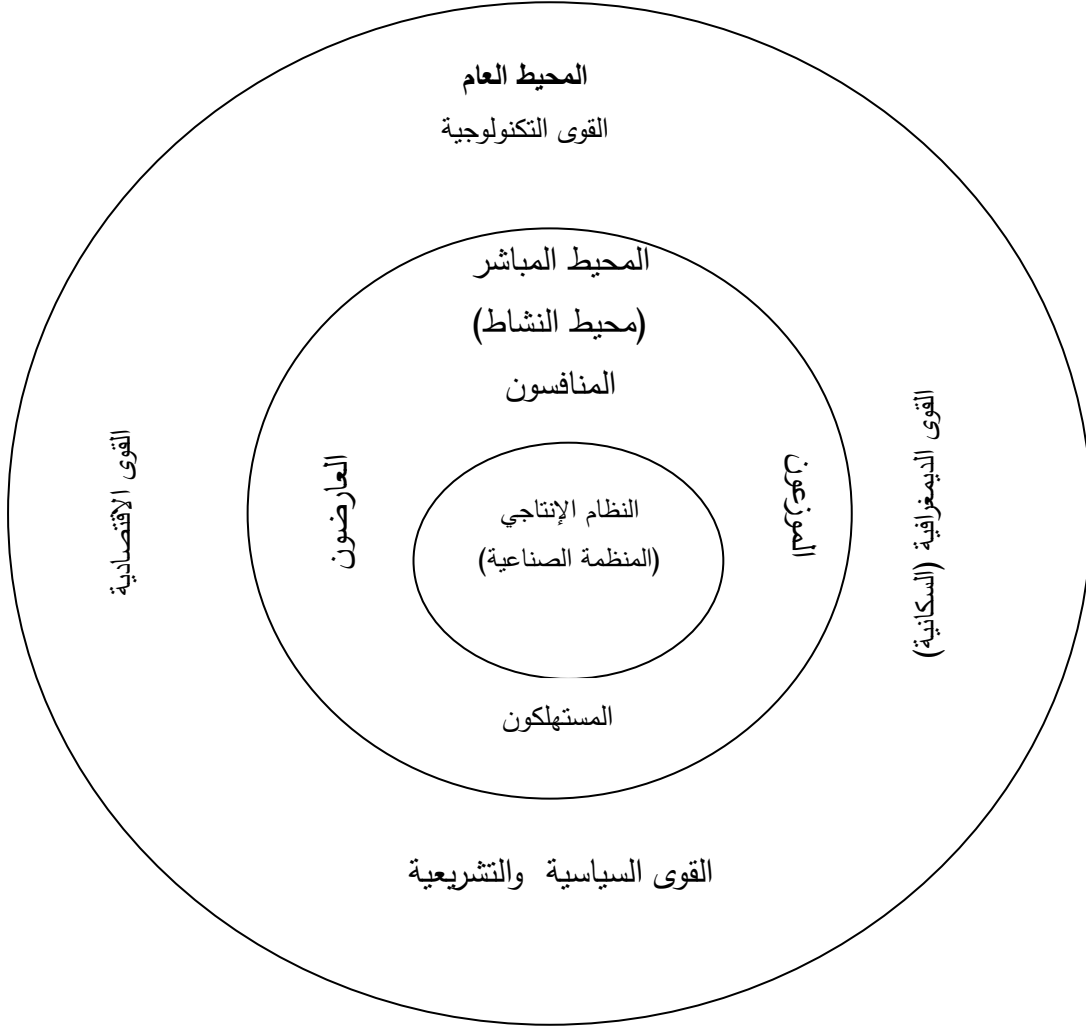 المحيط العام
القوى التكنولوجية
المحيط المباشر
(محيط النشاط)
المنافسون
القوى الديمغرافية (السكانية)
الموزعون
النظام الإنتاجي
(المنظمة الصناعية)
العارضون
القوى الاقتصادية
المستهلكون
القوى السياسية والتشريعية